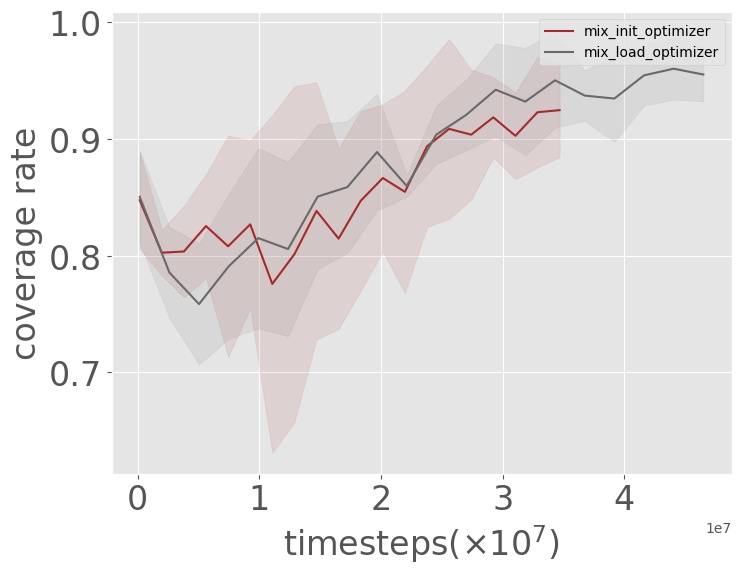 mix_init_optimizer
mix_load_optimizer
1.0
0.9
0.8
0.7
coverage rate
0 1 2 3 4
1e7
timesteps(×10⁷)